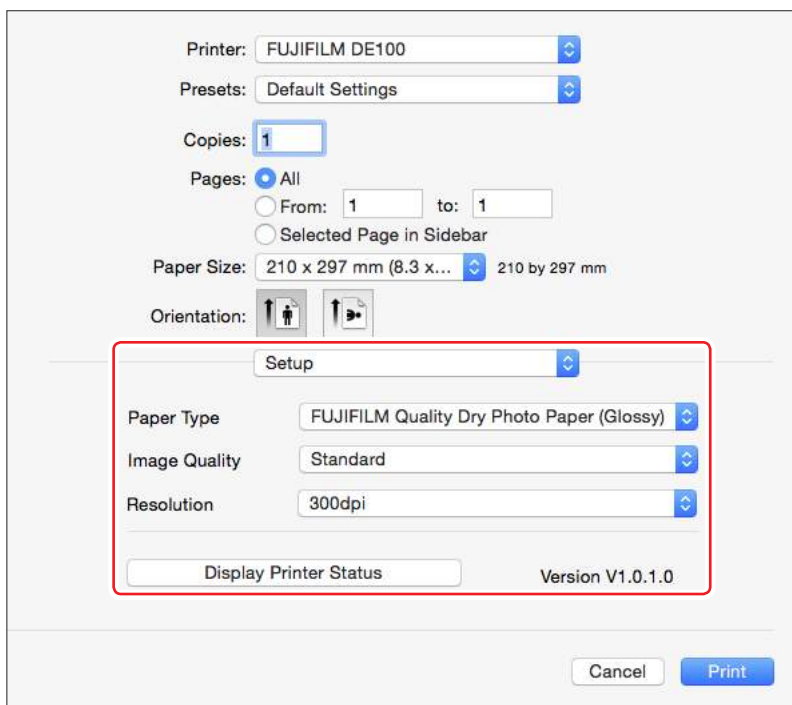 Printer: FUJIFILM DE100
Presets: Default Settings
Copies: 1
Pages: All
From: 1 to: 1
Selected Page in Sidebar
Paper Size: 210 x 297 mm (8.3 x... 210 by 297 mm
Orientation:
Setup
Paper Type FUJIFILM Quality Dry Photo Paper (Glossy)
Image Quality Standard
Resolution 300dpi
Display Printer Status Version V1.0.1.0
Cancel Print